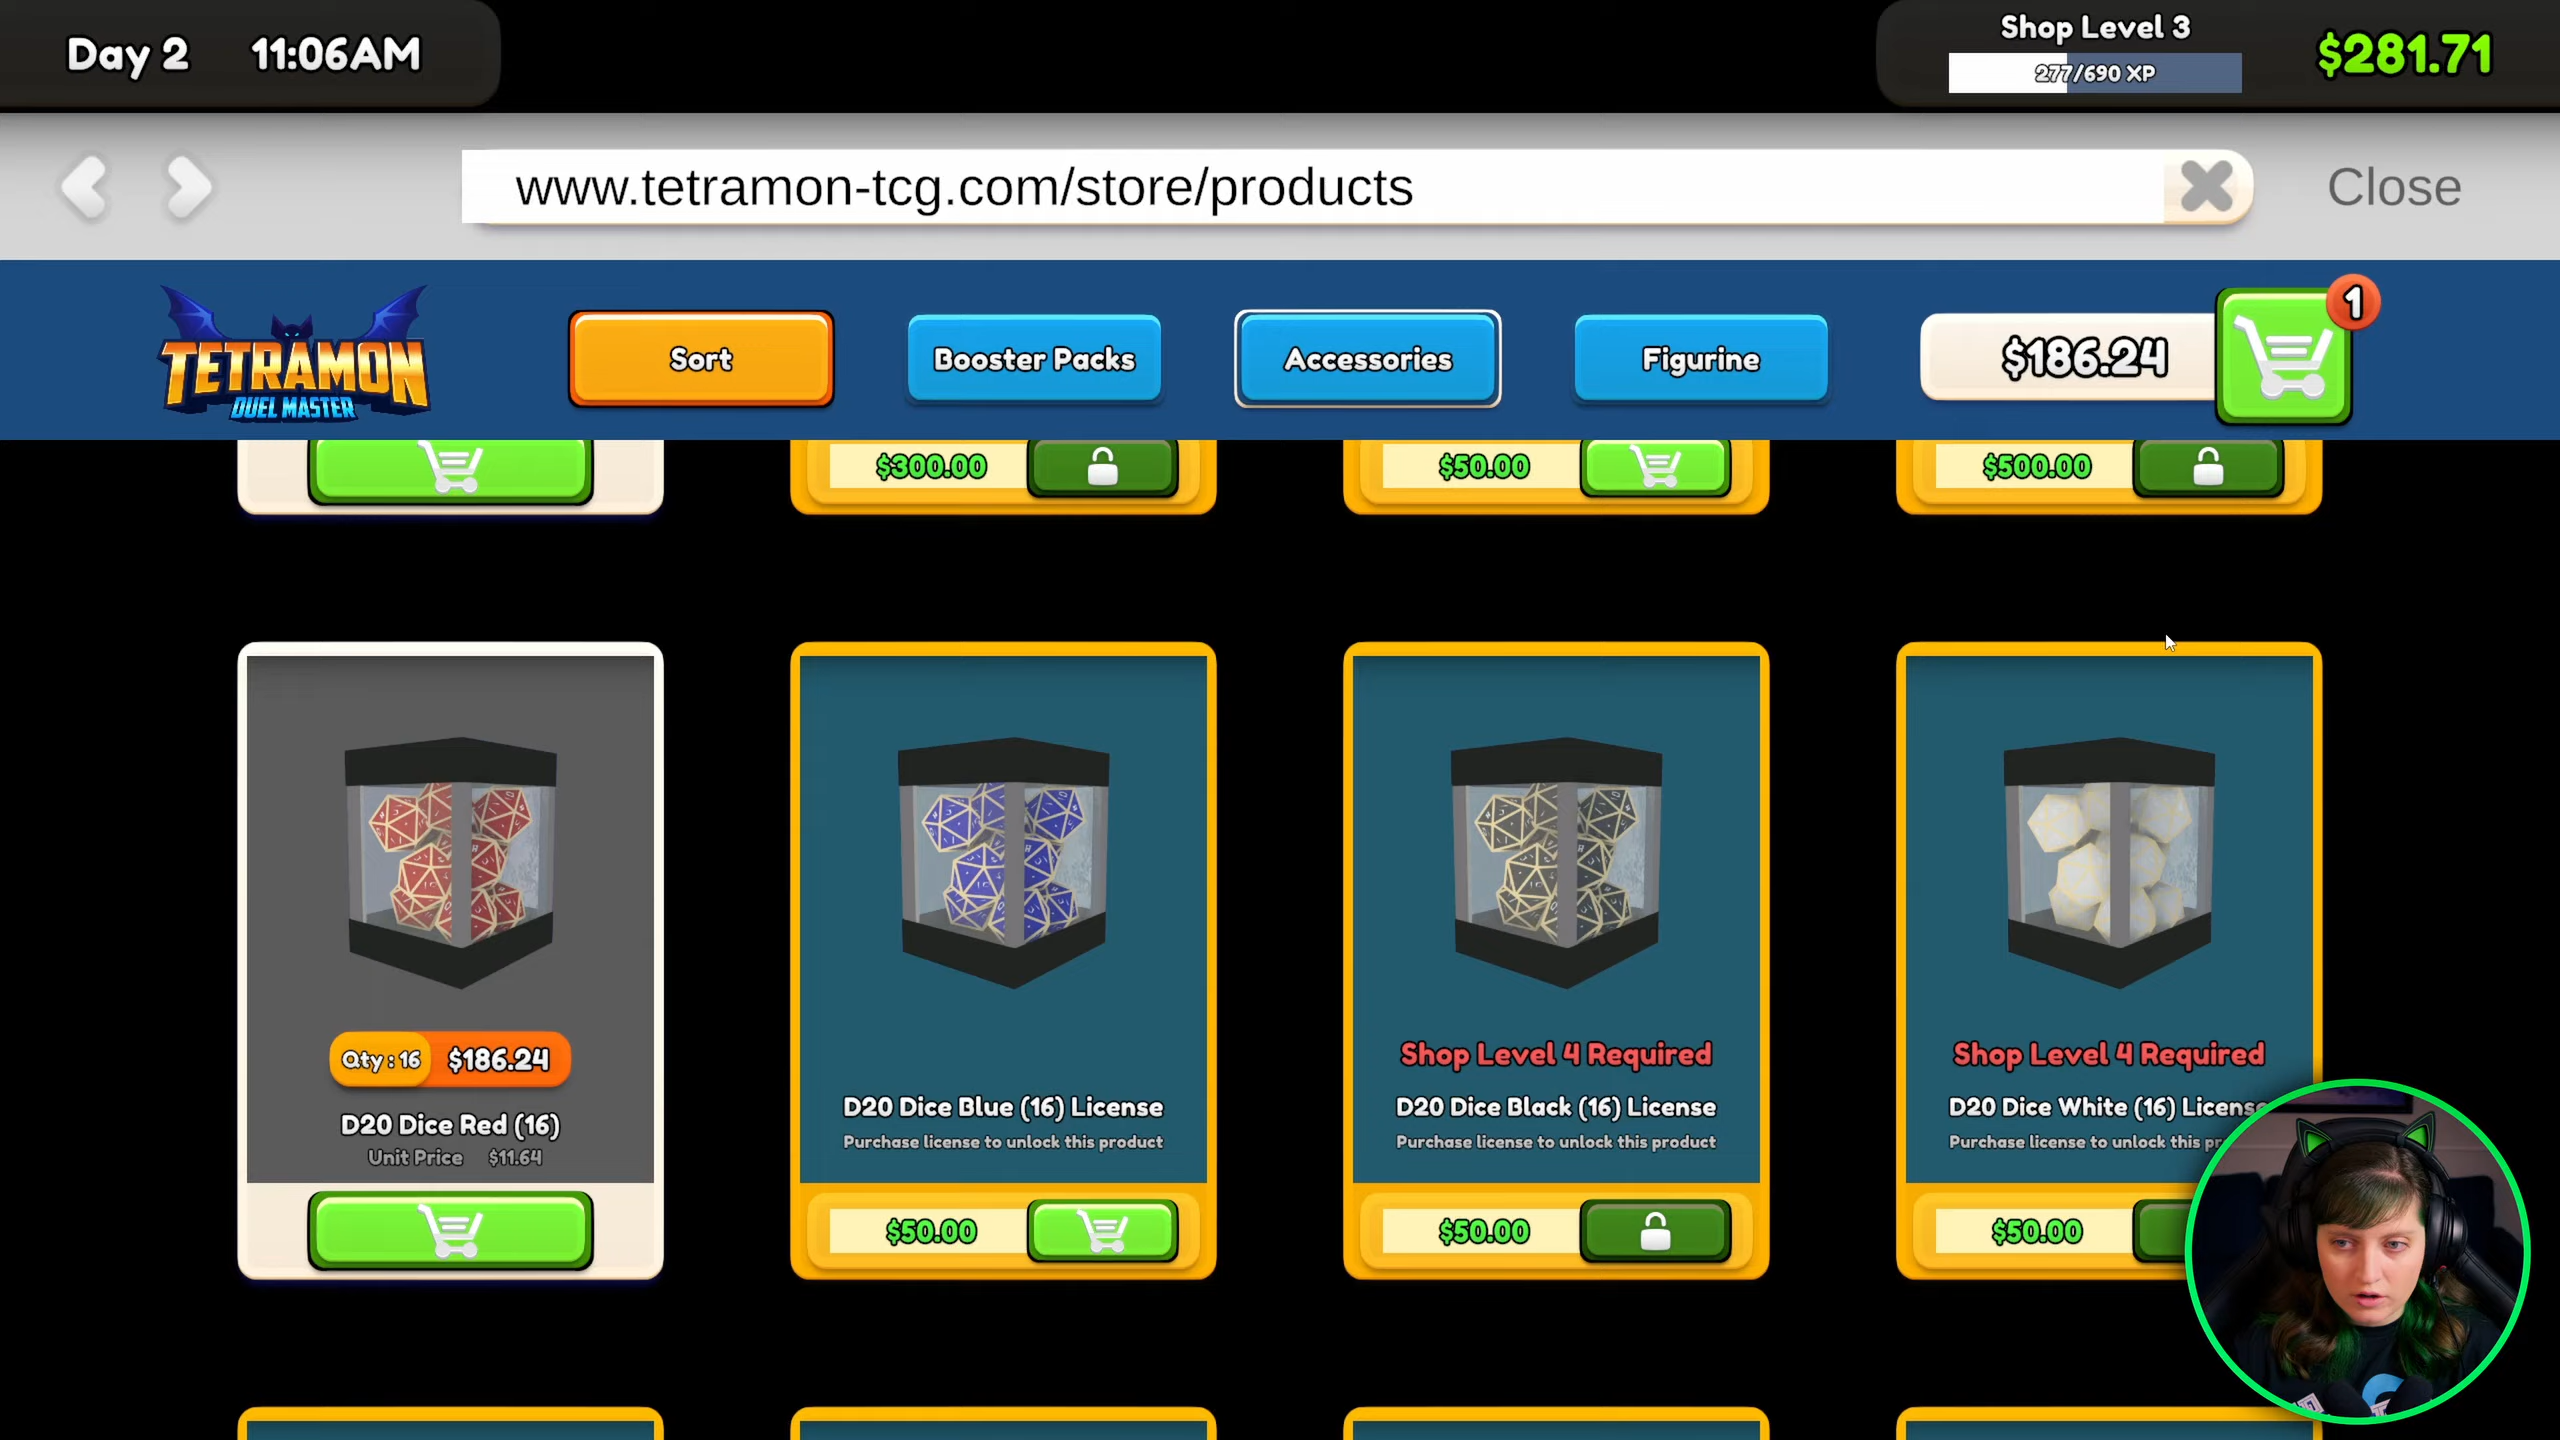 Day 2 11:06AM
Shop Level 3
277/690 XP
$281.71
www.tetramon-tcg.com/store/products
Close
TETRAMON
DUEL MASTER
Sort
Booster Packs
Accessories
Figurine
$186.24
1
$300.00
$50.00
$500.00
Qty : 16 $186.24
D20 Dice Red (16)
Unit Price $11.64
D20 Dice Blue (16) License
Purchase license to unlock this product
$50.00
Shop Level 4 Required
D20 Dice Black (16) License
Purchase license to unlock this product
$50.00
Shop Level 4 Required
D20 Dice White (16) License
Purchase license to unlock this
$50.00